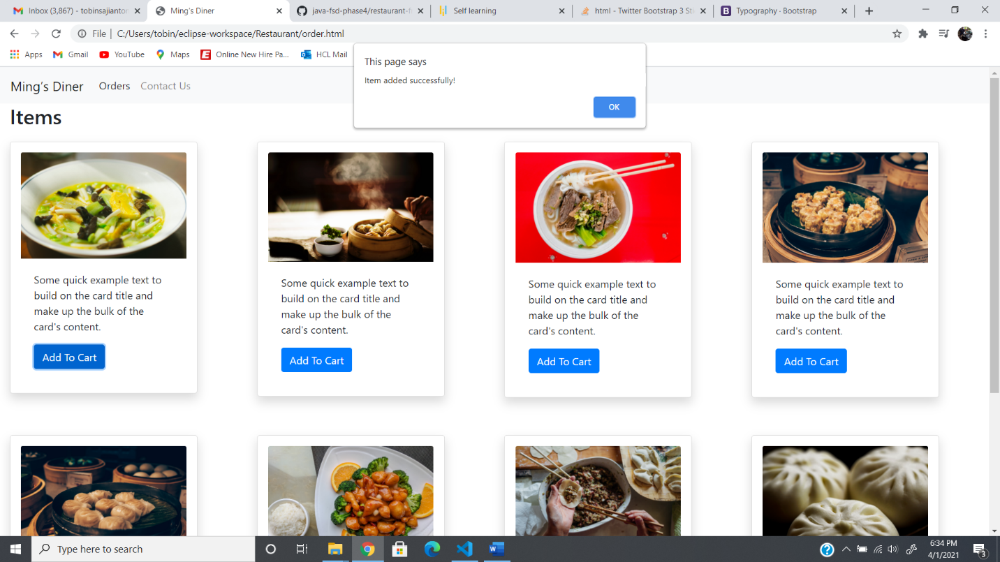 Inbox (3,867) - tobinsajianton
Ming's Diner
java-fsd-phase4/restaurant-fi
Self learning
html - Twitter Bootstrap 3 Sti
Typography · Bootstrap
File
C:/Users/tobin/eclipse-workspace/Restaurant/order.html
Apps
Gmail
YouTube
Maps
Online New Hire Pa...
HCL Mail
This page says
Item added successfully!
OK
Ming's Diner
Orders
Contact Us
Items
Some quick example text to
build on the card title and
make up the bulk of the
card's content.
Add To Cart
Some quick example text to
build on the card title and
make up the bulk of the
card's content.
Add To Cart
Some quick example text to
build on the card title and
make up the bulk of the
card's content.
Add To Cart
Some quick example text to
build on the card title and
make up the bulk of the
card's content.
Add To Cart
Type here to search
6:34 PM
4/1/2021
3